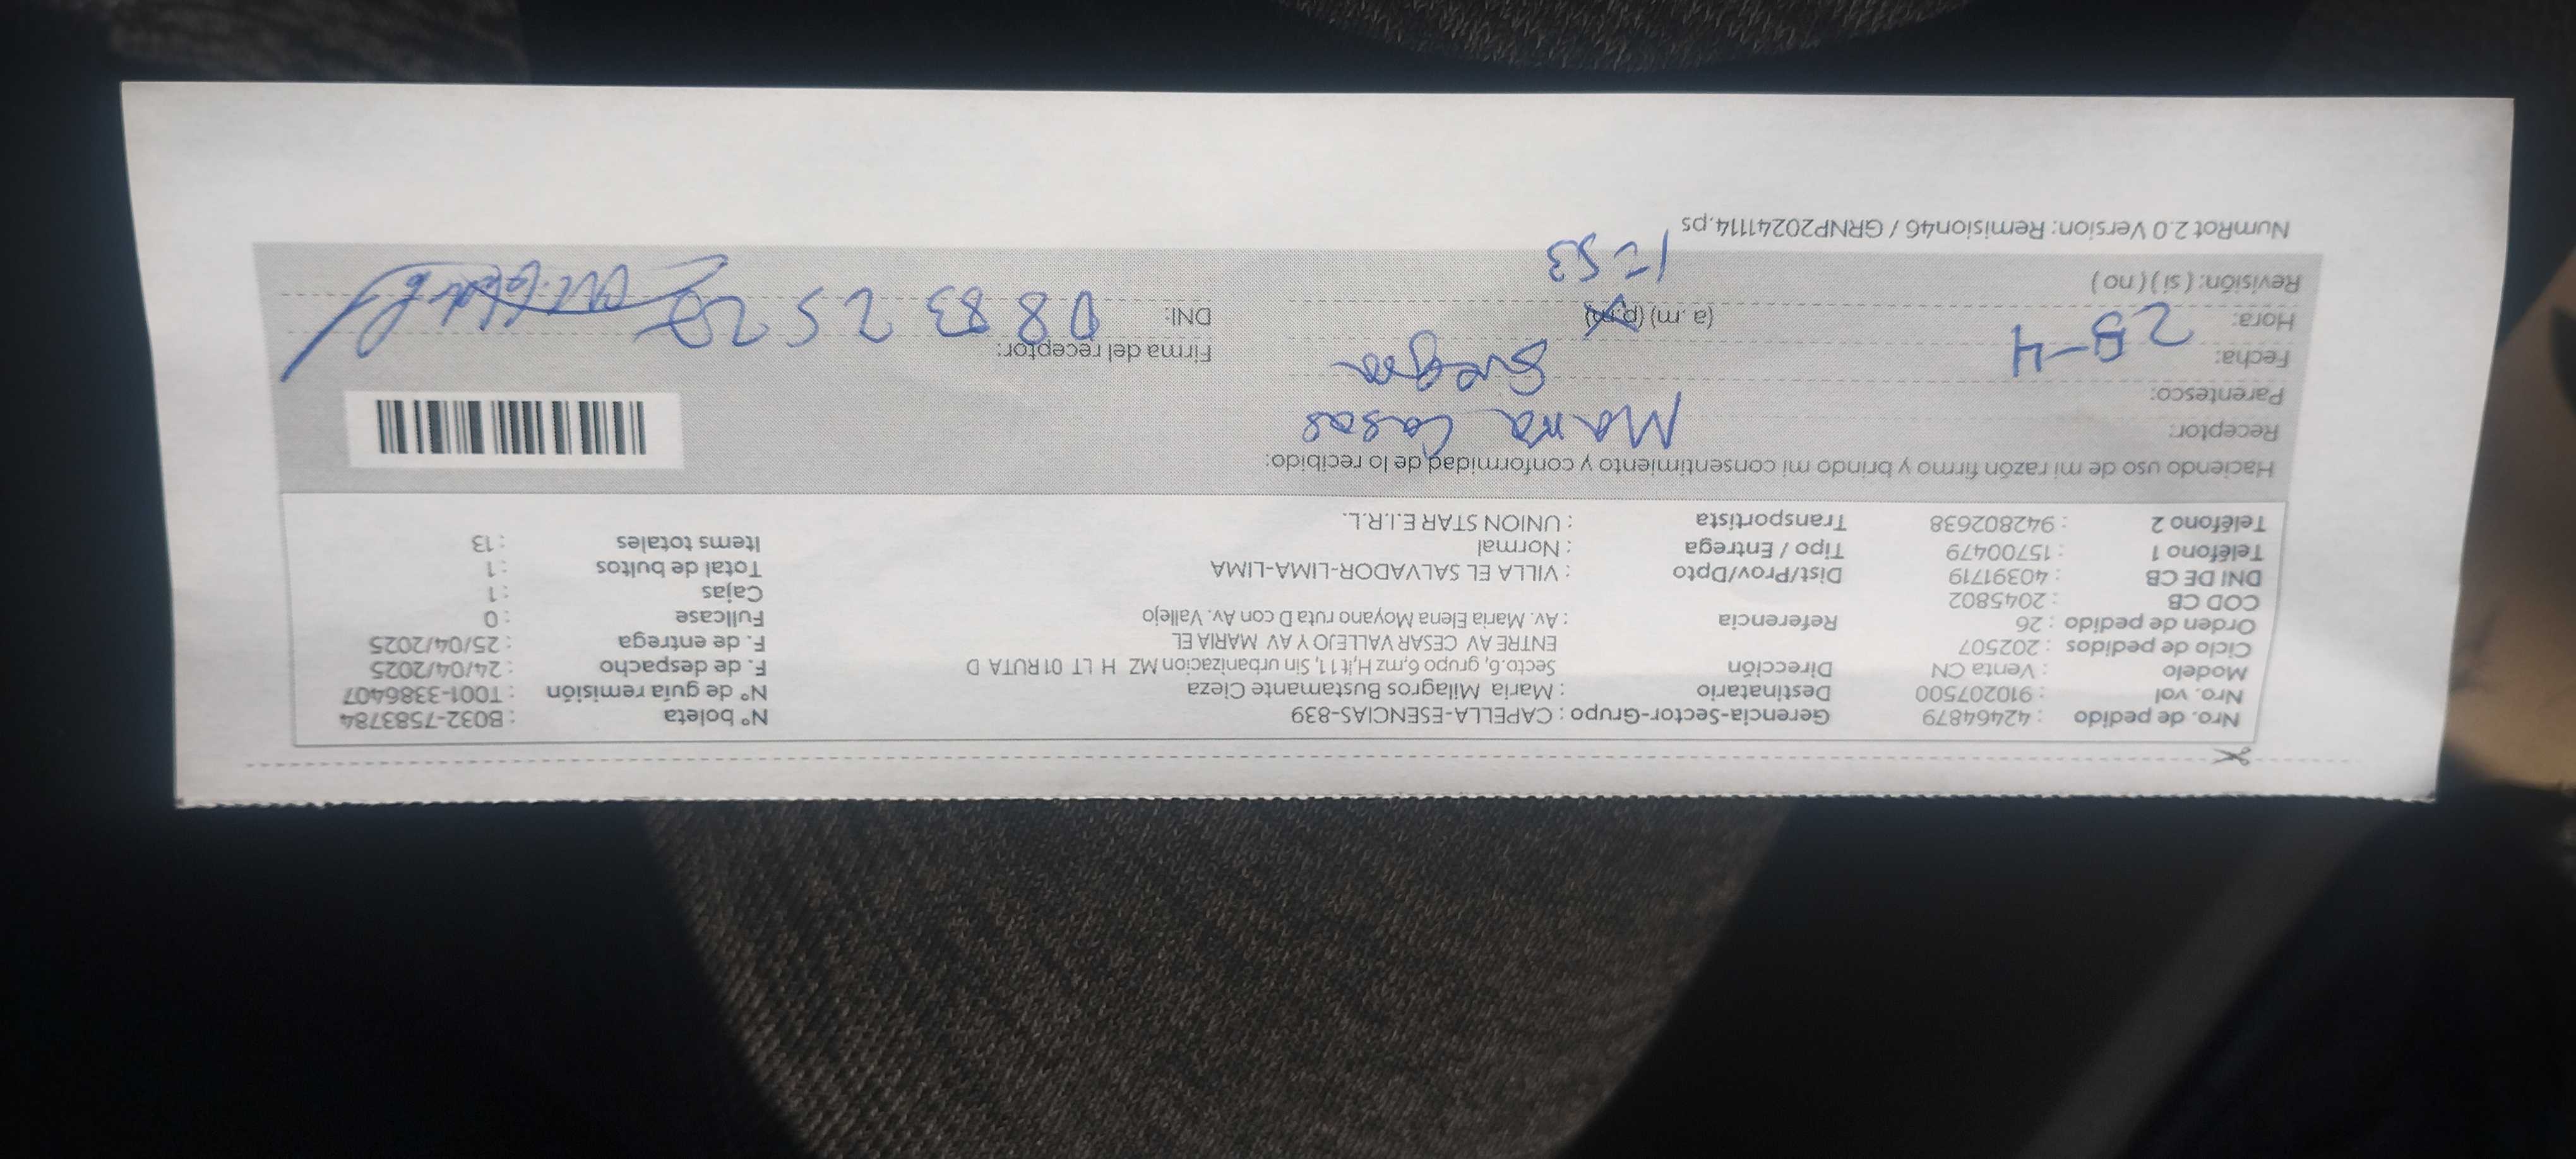 Nro. de pedido : 42464879 Gerencia-Sector-Grupo : CAPELLA-ESENCIAS-839 N° boleta : B032-7583784
Nro. vol : 910207500 Destinatario : Maria Milagros Bustamante Cieza N° de guía remisión : T001-3386407
Modelo : Venta CN Dirección Secto.6, grupo 6,mz H,lt 11, Sin urbanizacion MZ H LT 01 RUTA D F. de despacho : 24/04/2025
Ciclo de pedidos : 202507 ENTRE AV CESAR VALLEJO Y AV MARIA EL F. de entrega : 25/04/2025
Orden de pedido : 26 Referencia : Av. Maria Elena Moyano ruta D con Av. Vallejo Fullcase : 0
COD CB : 2045802 Cajas : 1
DNI DE CB : 40391719 Dist/Prov/Dpto : VILLA EL SALVADOR-LIMA-LIMA Total de bultos : 1
Teléfono 1 : 15700479 Tipo / Entrega : Normal Items totales : 13
Teléfono 2 : 942802638 Transportista : UNION STAR E.I.R.L.
Haciendo uso de mi razón firmo y brindo mi consentimiento y conformidad de lo recibido:
Receptor: Maria Casas
Parentesco: Suegra
Fecha: 25-4 Firma del receptor:
Hora: (a.m) (p.m) 1=53 DNI: 08832522
Revisión: ( si ) ( no )
NumRot 2.0 Version: Remision46 / GRNP20241114.ps